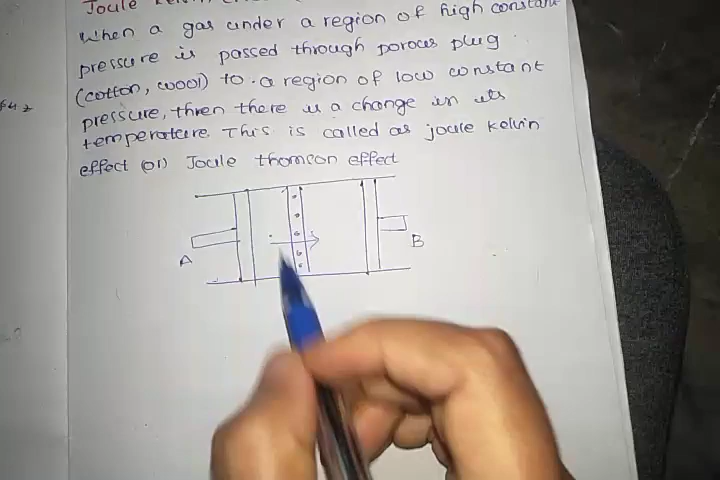 Joule Kelvin
When a gas under a region of high constant
pressure is passed through porous plug
(cotton, wool) to a region of low constant
pressure, then there is a change in its
temperature. This is called as joule kelvin
effect (or) Joule thomson effect
A B